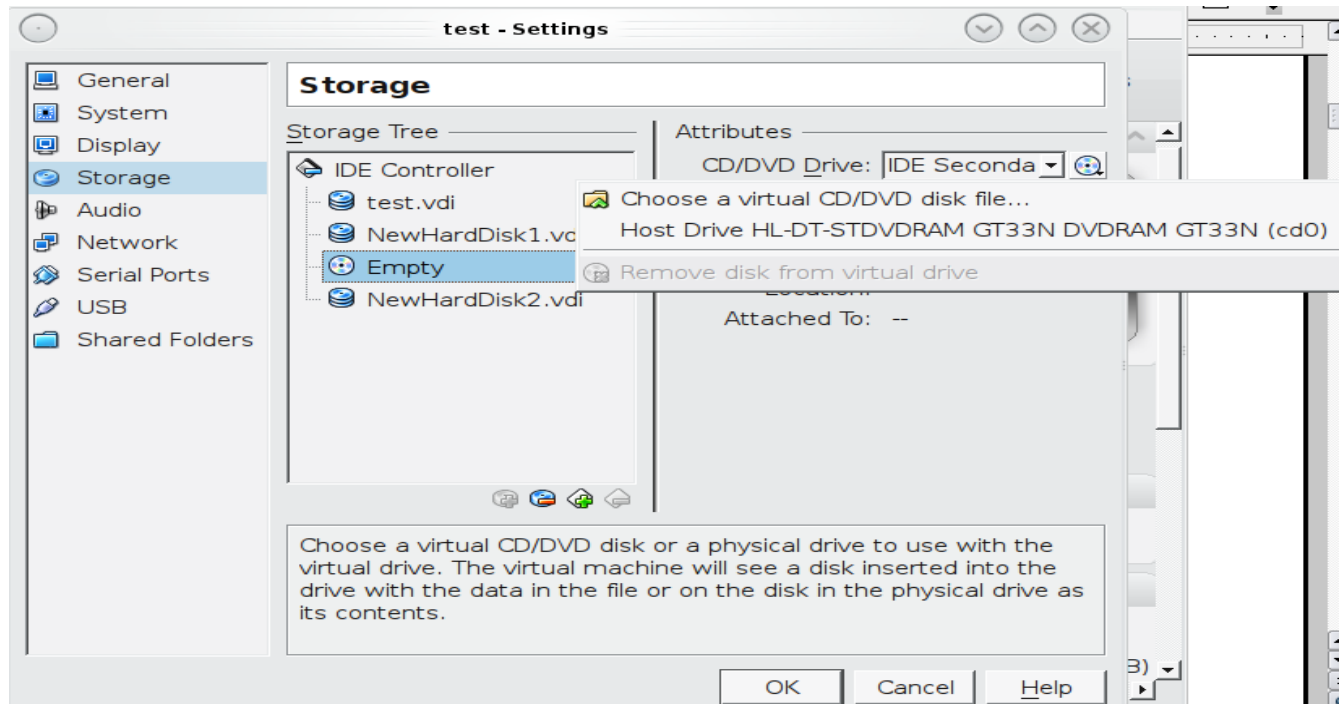 test - Settings
General
System
Display
Storage
Audio
Network
Serial Ports
USB
Shared Folders
Storage
Storage Tree
IDE Controller
test.vdi
NewHardDisk1.vd
Empty
NewHardDisk2.vdi
Attributes
CD/DVD Drive: IDE Seconda
Choose a virtual CD/DVD disk file...
Host Drive HL-DT-STDVDRAM GT33N DVDRAM GT33N (cd0)
Remove disk from virtual drive
Attached To: --
Choose a virtual CD/DVD disk or a physical drive to use with the
virtual drive. The virtual machine will see a disk inserted into the
drive with the data in the file or on the disk in the physical drive as
its contents.
OK Cancel Help
B)